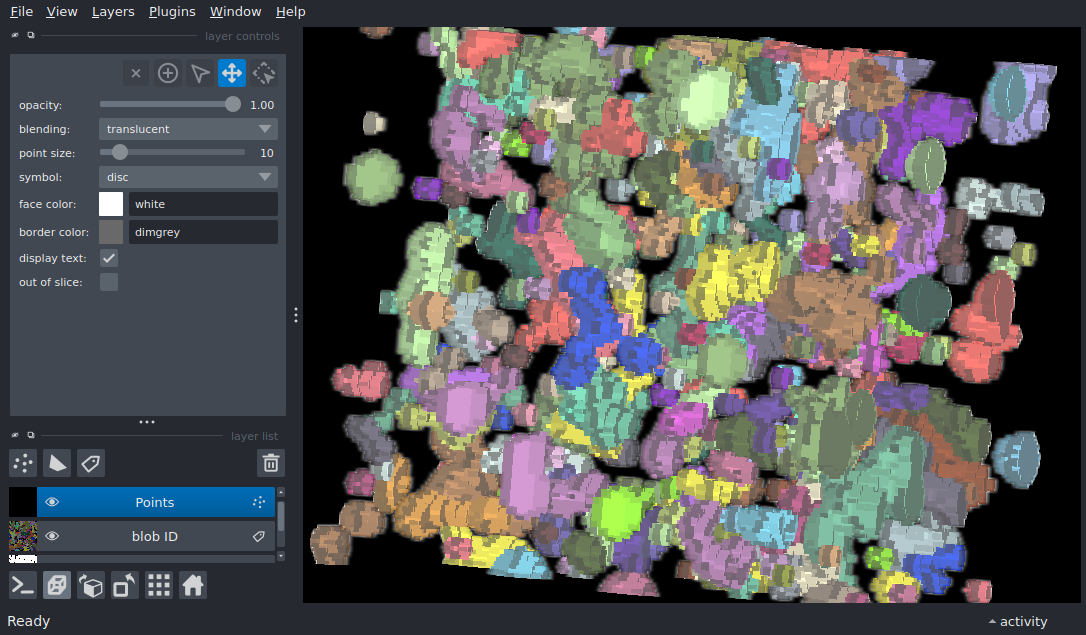 File View Layers Plugins Window Help
layer controls
opacity: 1.00
blending: translucent
point size: 10
symbol: disc
face color: white
border color: dimgrey
display text:
out of slice:
layer list
Points
blob ID
Ready
activity